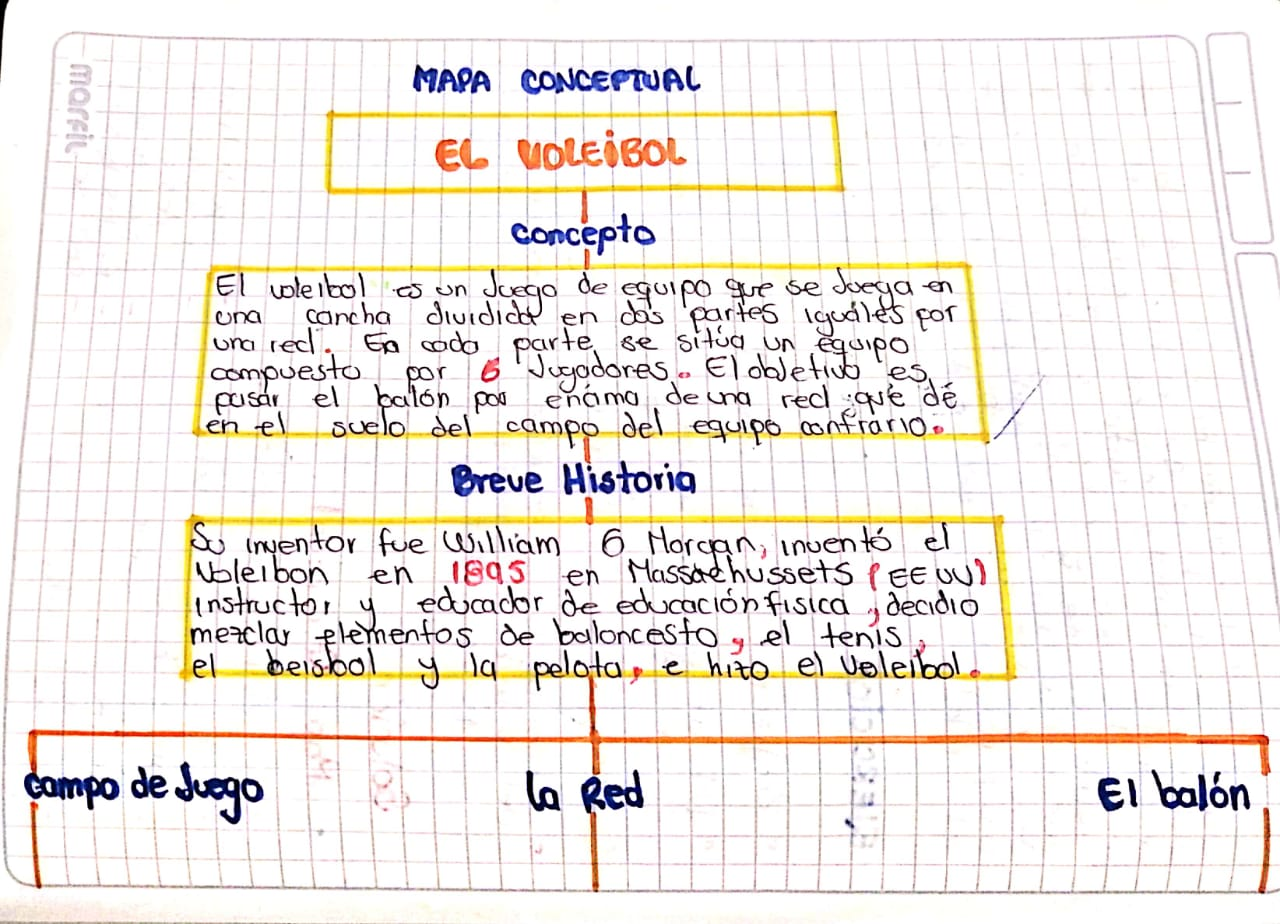 marfil
MAPA CONCEPTUAL
EL VOLEIBOL
Concepto
El voleibol es un Juego de equipo que se Juega en
una cancha dividida en dos partes iguales por
una red. En cada parte se sitúa un equipo
compuesto por 6 Jugadores. El objetivo es
pasar el balón por encima de una red que dé
en el suelo del campo del equipo contrario.
Breve Historia
Su inventor fue William G Morgan, inventó el
Voleibon en 1895 en Massachussets (EE UU)
instructor y educador de educación fisica, decidio
mezclar elementos de baloncesto, el tenis,
el beisbol y la pelota, e hizo el voleibol.
Campo de Juego
la Red
El balón